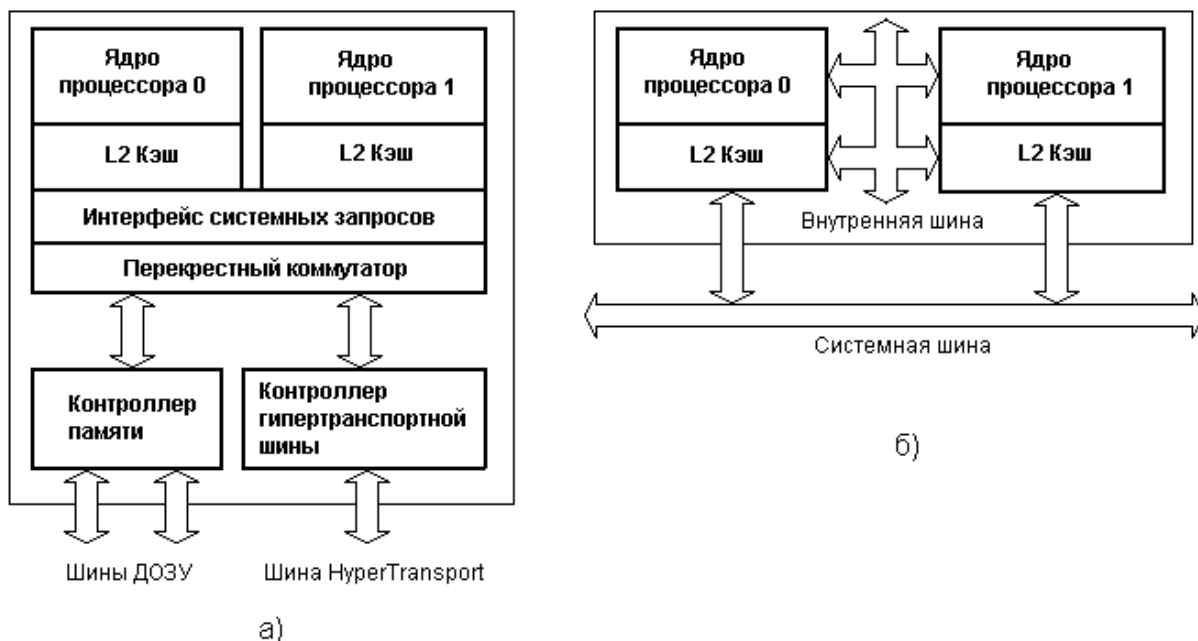 Ядро
процессора 0
Ядро
процессора 1
L2 Кэш
L2 Кэш
Интерфейс системных запросов
Перекрестный коммутатор
Контроллер
памяти
Контроллер
гипертранспортной
шины
Шины ДОЗУ
Шина HyperTransport
а)
Ядро
процессора 0
Ядро
процессора 1
L2 Кэш
L2 Кэш
Внутренняя шина
Системная шина
б)